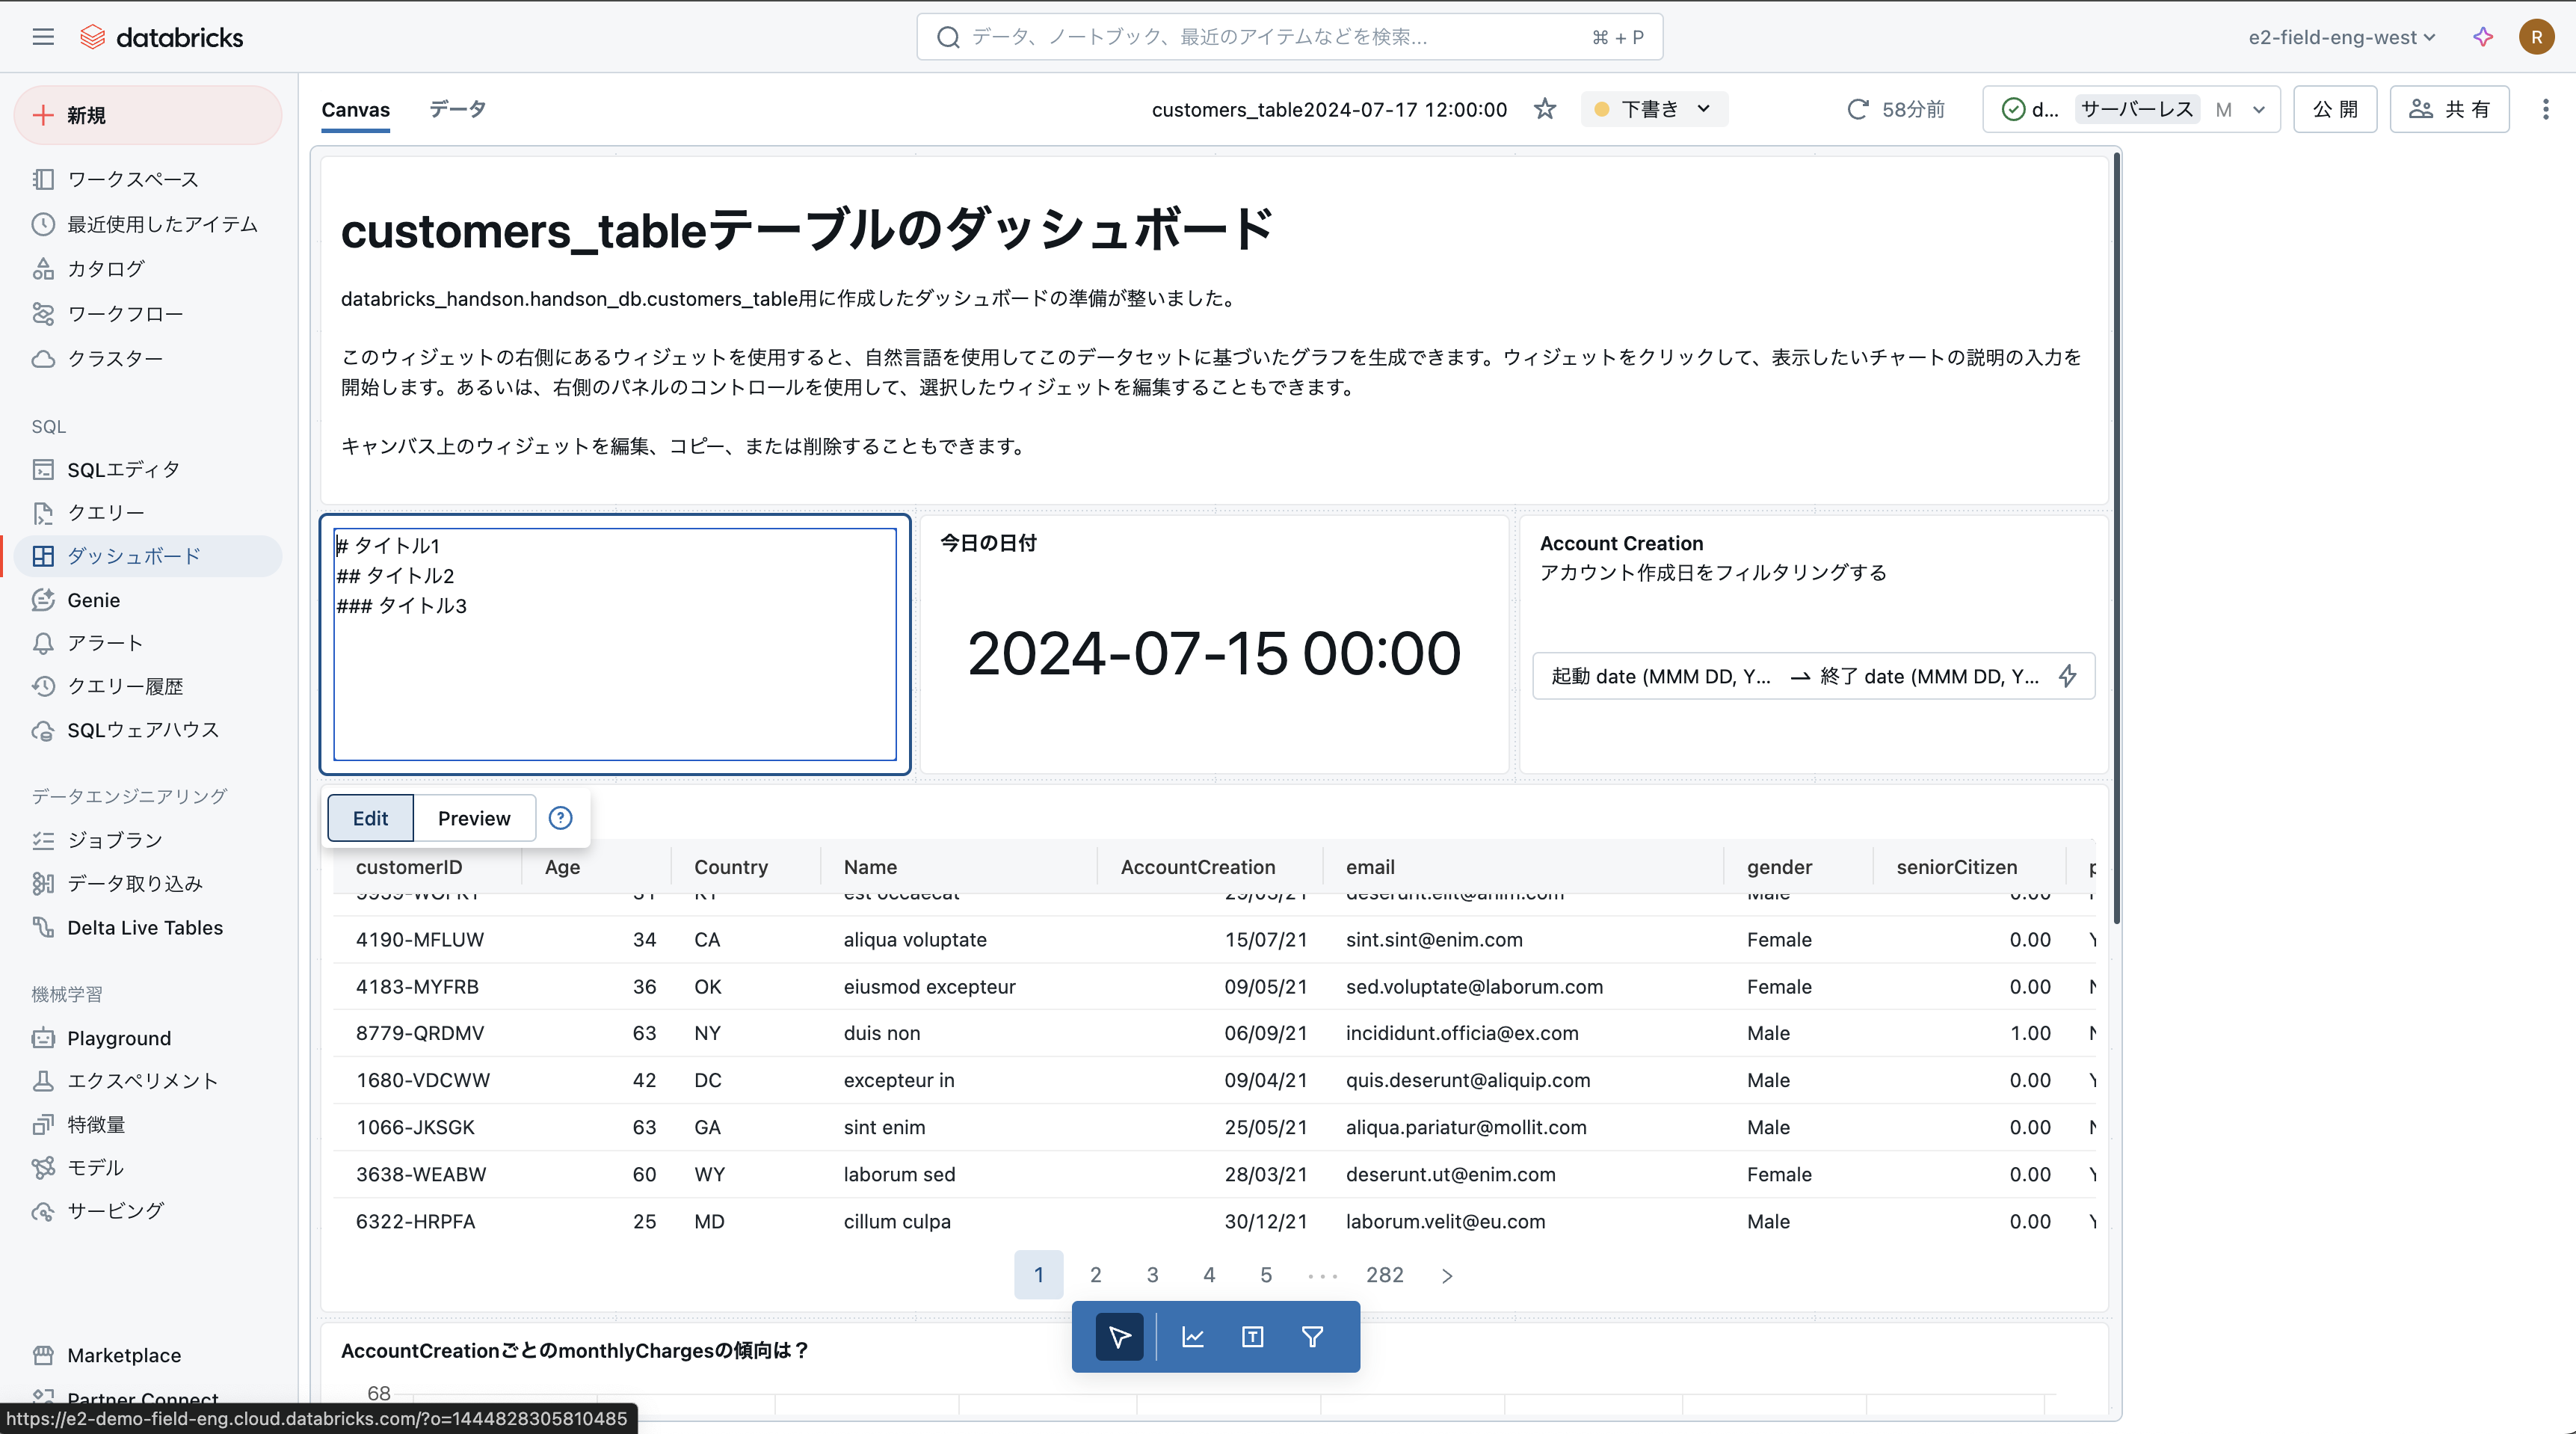 databricks
データ、ノートブック、最近のアイテムなどを検索...
⌘ + P
e2-field-eng-west
R
新規
ワークスペース
最近使用したアイテム
カタログ
ワークフロー
クラスター
SQL
SQLエディタ
クエリー
ダッシュボード
Genie
アラート
クエリー履歴
SQLウェアハウス
データエンジニアリング
ジョブラン
データ取り込み
Delta Live Tables
機械学習
Playground
エクスペリメント
特徴量
モデル
サービング
Marketplace
Partner Connect
https://e2-demo-field-eng.cloud.databricks.com/?o=1444828305810485
Canvas
データ
customers_table2024-07-17 12:00:00
下書き
58分前
d...
サーバーレス
M
公開
共有
customers_tableテーブルのダッシュボード
databricks_handson.handson_db.customers_table用に作成したダッシュボードの準備が整いました。
このウィジェットの右側にあるウィジェットを使用すると、自然言語を使用してこのデータセットに基づいたグラフを生成できます。ウィジェットをクリックして、表示したいチャートの説明の入力を
開始します。あるいは、右側のパネルのコントロールを使用して、選択したウィジェットを編集することもできます。
キャンバス上のウィジェットを編集、コピー、または削除することもできます。
# タイトル1
## タイトル2
### タイトル3
今日の日付
2024-07-15 00:00
Account Creation
アカウント作成日をフィルタリングする
起動 date (MMM DD, Y... → 終了 date (MMM DD, Y...
Edit
Preview
?
customerID Age Country Name AccountCreation email gender seniorCitizen
est occaecat deserunt.elit@anim.com Male 0.00
4190-MFLUW 34 CA aliqua voluptate 15/07/21 sint.sint@enim.com Female 0.00 Y
4183-MYFRB 36 OK eiusmod excepteur 09/05/21 sed.voluptate@laborum.com Female 0.00 N
8779-QRDMV 63 NY duis non 06/09/21 incididunt.officia@ex.com Male 1.00 N
1680-VDCWW 42 DC excepteur in 09/04/21 quis.deserunt@aliquip.com Male 0.00 Y
1066-JKSGK 63 GA sint enim 25/05/21 aliqua.pariatur@mollit.com Male 0.00 N
3638-WEABW 60 WY laborum sed 28/03/21 deserunt.ut@enim.com Female 0.00 Y
6322-HRPFA 25 MD cillum culpa 30/12/21 laborum.velit@eu.com Male 0.00 Y
1 2 3 4 5 ••• 282 >
AccountCreationごとのmonthlyChargesの傾向は？
68